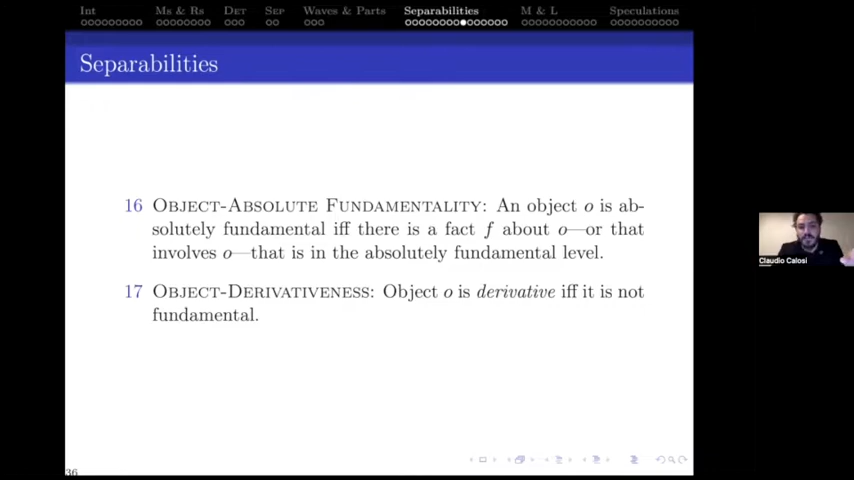 Int Ms & Rs Det Sep Waves & Parts Separabilities M & L Speculations
Separabilities
16 Object-Absolute Fundamentality: An object o is ab-
solutely fundamental iff there is a fact f about o—or that
involves o—that is in the absolutely fundamental level.
17 Object-Derivativeness: Object o is derivative iff it is not
fundamental.
Claudio Calosi
36